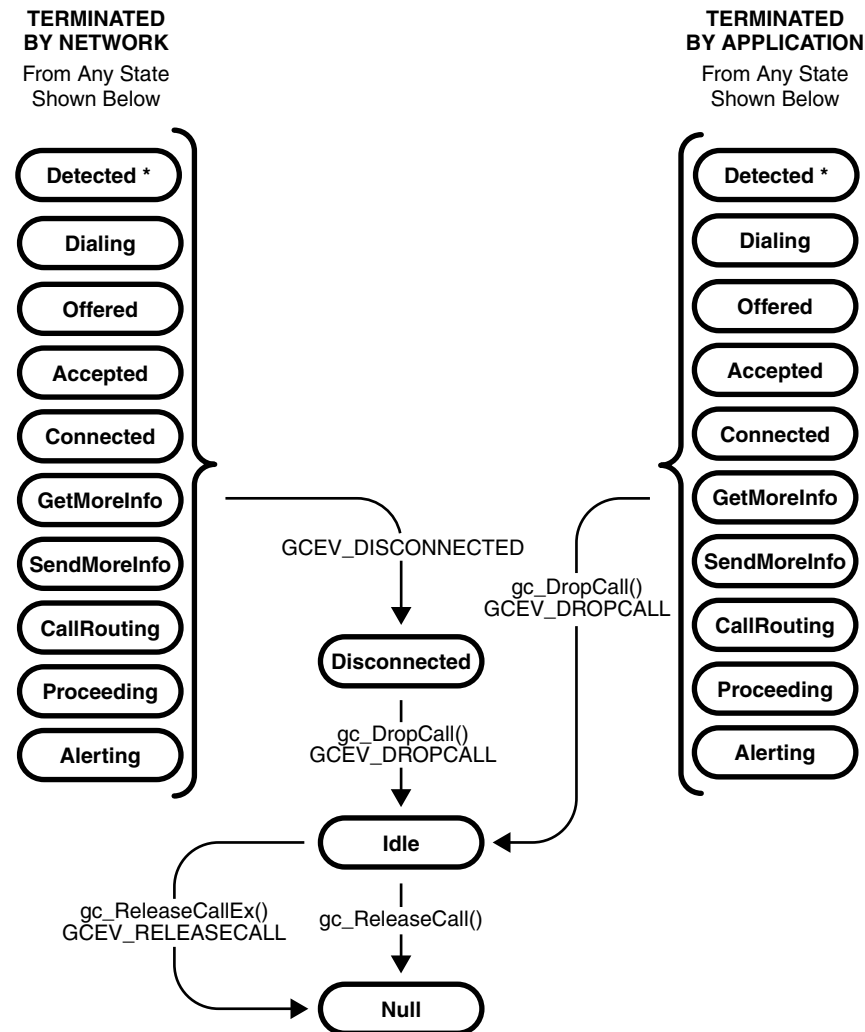 TERMINATED
BY NETWORK
From Any State
Shown Below
Detected *
Dialing
Offered
Accepted
Connected
GetMoreInfo
SendMoreInfo
CallRouting
Proceeding
Alerting
TERMINATED
BY APPLICATION
From Any State
Shown Below
Detected *
Dialing
Offered
Accepted
Connected
GetMoreInfo
SendMoreInfo
CallRouting
Proceeding
Alerting
GCEV_DISCONNECTED
gc_DropCall()
GCEV_DROPCALL
Disconnected
gc_DropCall()
GCEV_DROPCALL
Idle
gc_ReleaseCallEx()
GCEV_RELEASECALL
gc_ReleaseCall()
Null